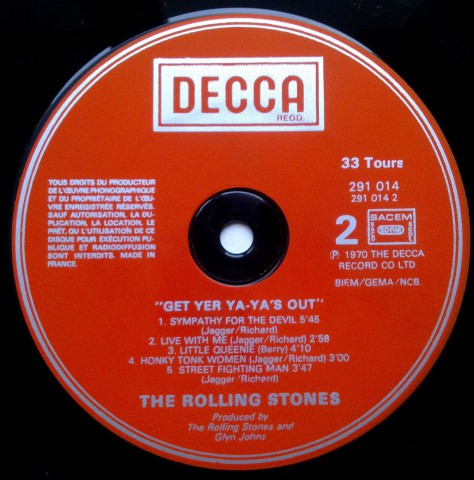 DECCA
REGD.
33 Tours
TOUS DROITS DU PRODUCTEUR
DE L'ŒUVRE PHONOGRAPHIQUE
ET DU PROPRIÉTAIRE DE L'ŒU-
VRE ENREGISTRÉE RÉSERVÉS.
SAUF AUTORISATION, LA DU-
PLICATION, LA LOCATION, LE
PRÊT, OU L'UTILISATION DE CE
DISQUE POUR EXÉCUTION PU-
BLIQUE ET RADIODIFFUSION
SONT INTERDITS. MADE IN
FRANCE.
291 014
291 014 2
2
SACEM
SDRM
Ⓟ 1970 THE DECCA
RECORD CO LTD
BIEM/GEMA/NCB.
"GET YER YA-YA'S OUT"
1. SYMPATHY FOR THE DEVIL 5'45
(Jagger/Richard)
2. LIVE WITH ME (Jagger/Richard) 2'58
3. LITTLE QUEENIE (Berry) 4'10
4. HONKY TONK WOMEN (Jagger/Richard) 3'00
5. STREET FIGHTING MAN 3'47
(Jagger/Richard)
THE ROLLING STONES
Produced by
The Rolling Stones and
Glyn Johns